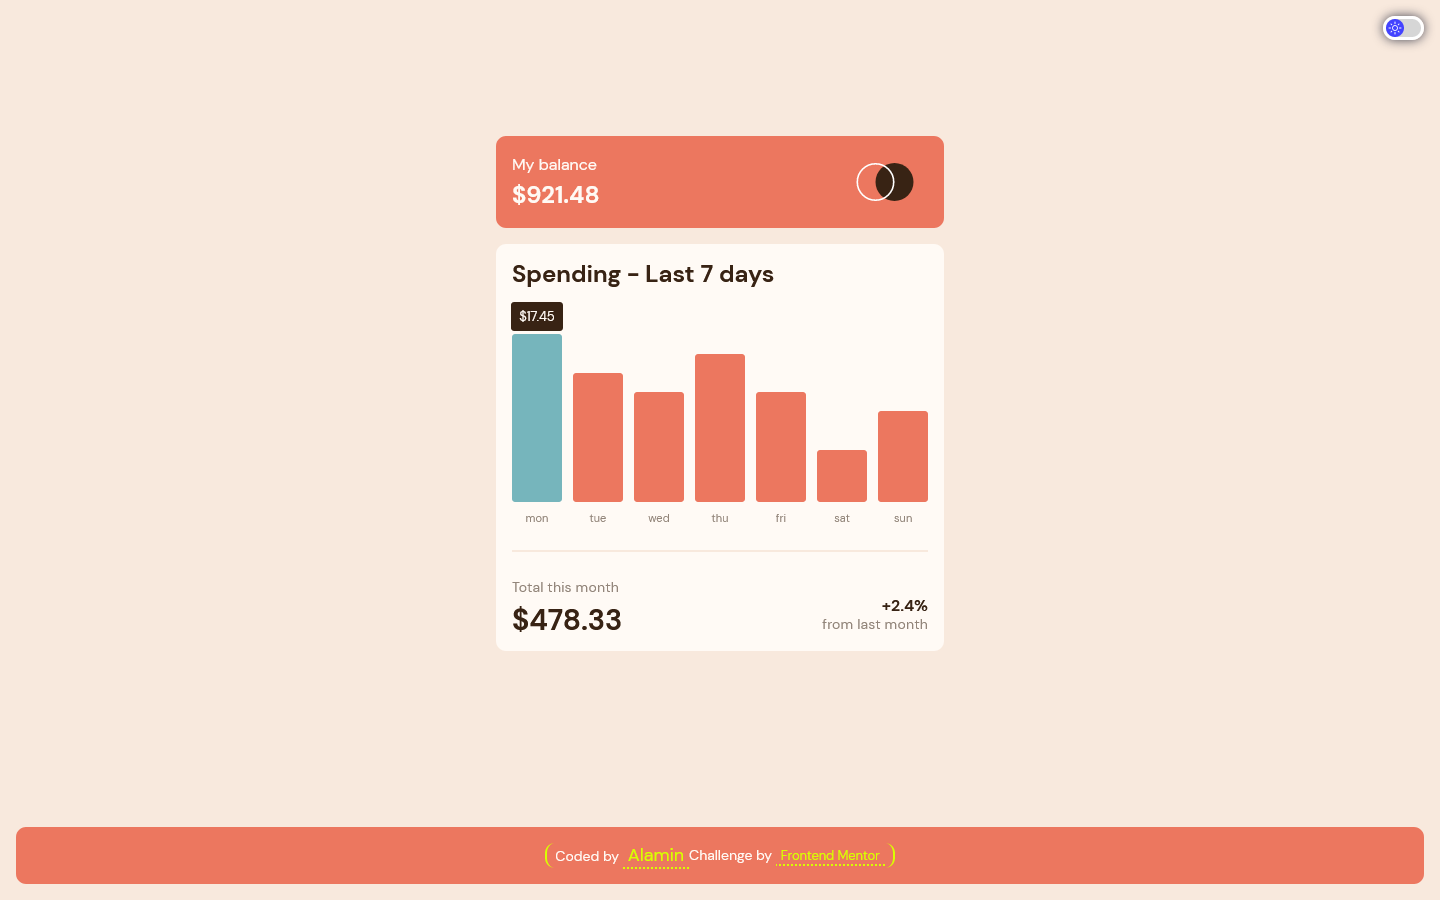 My balance
$921.48
Spending - Last 7 days
$17.45
mon tue wed thu fri sat sun
Total this month
$478.33
+2.4%
from last month
Coded by Alamin Challenge by Frontend Mentor